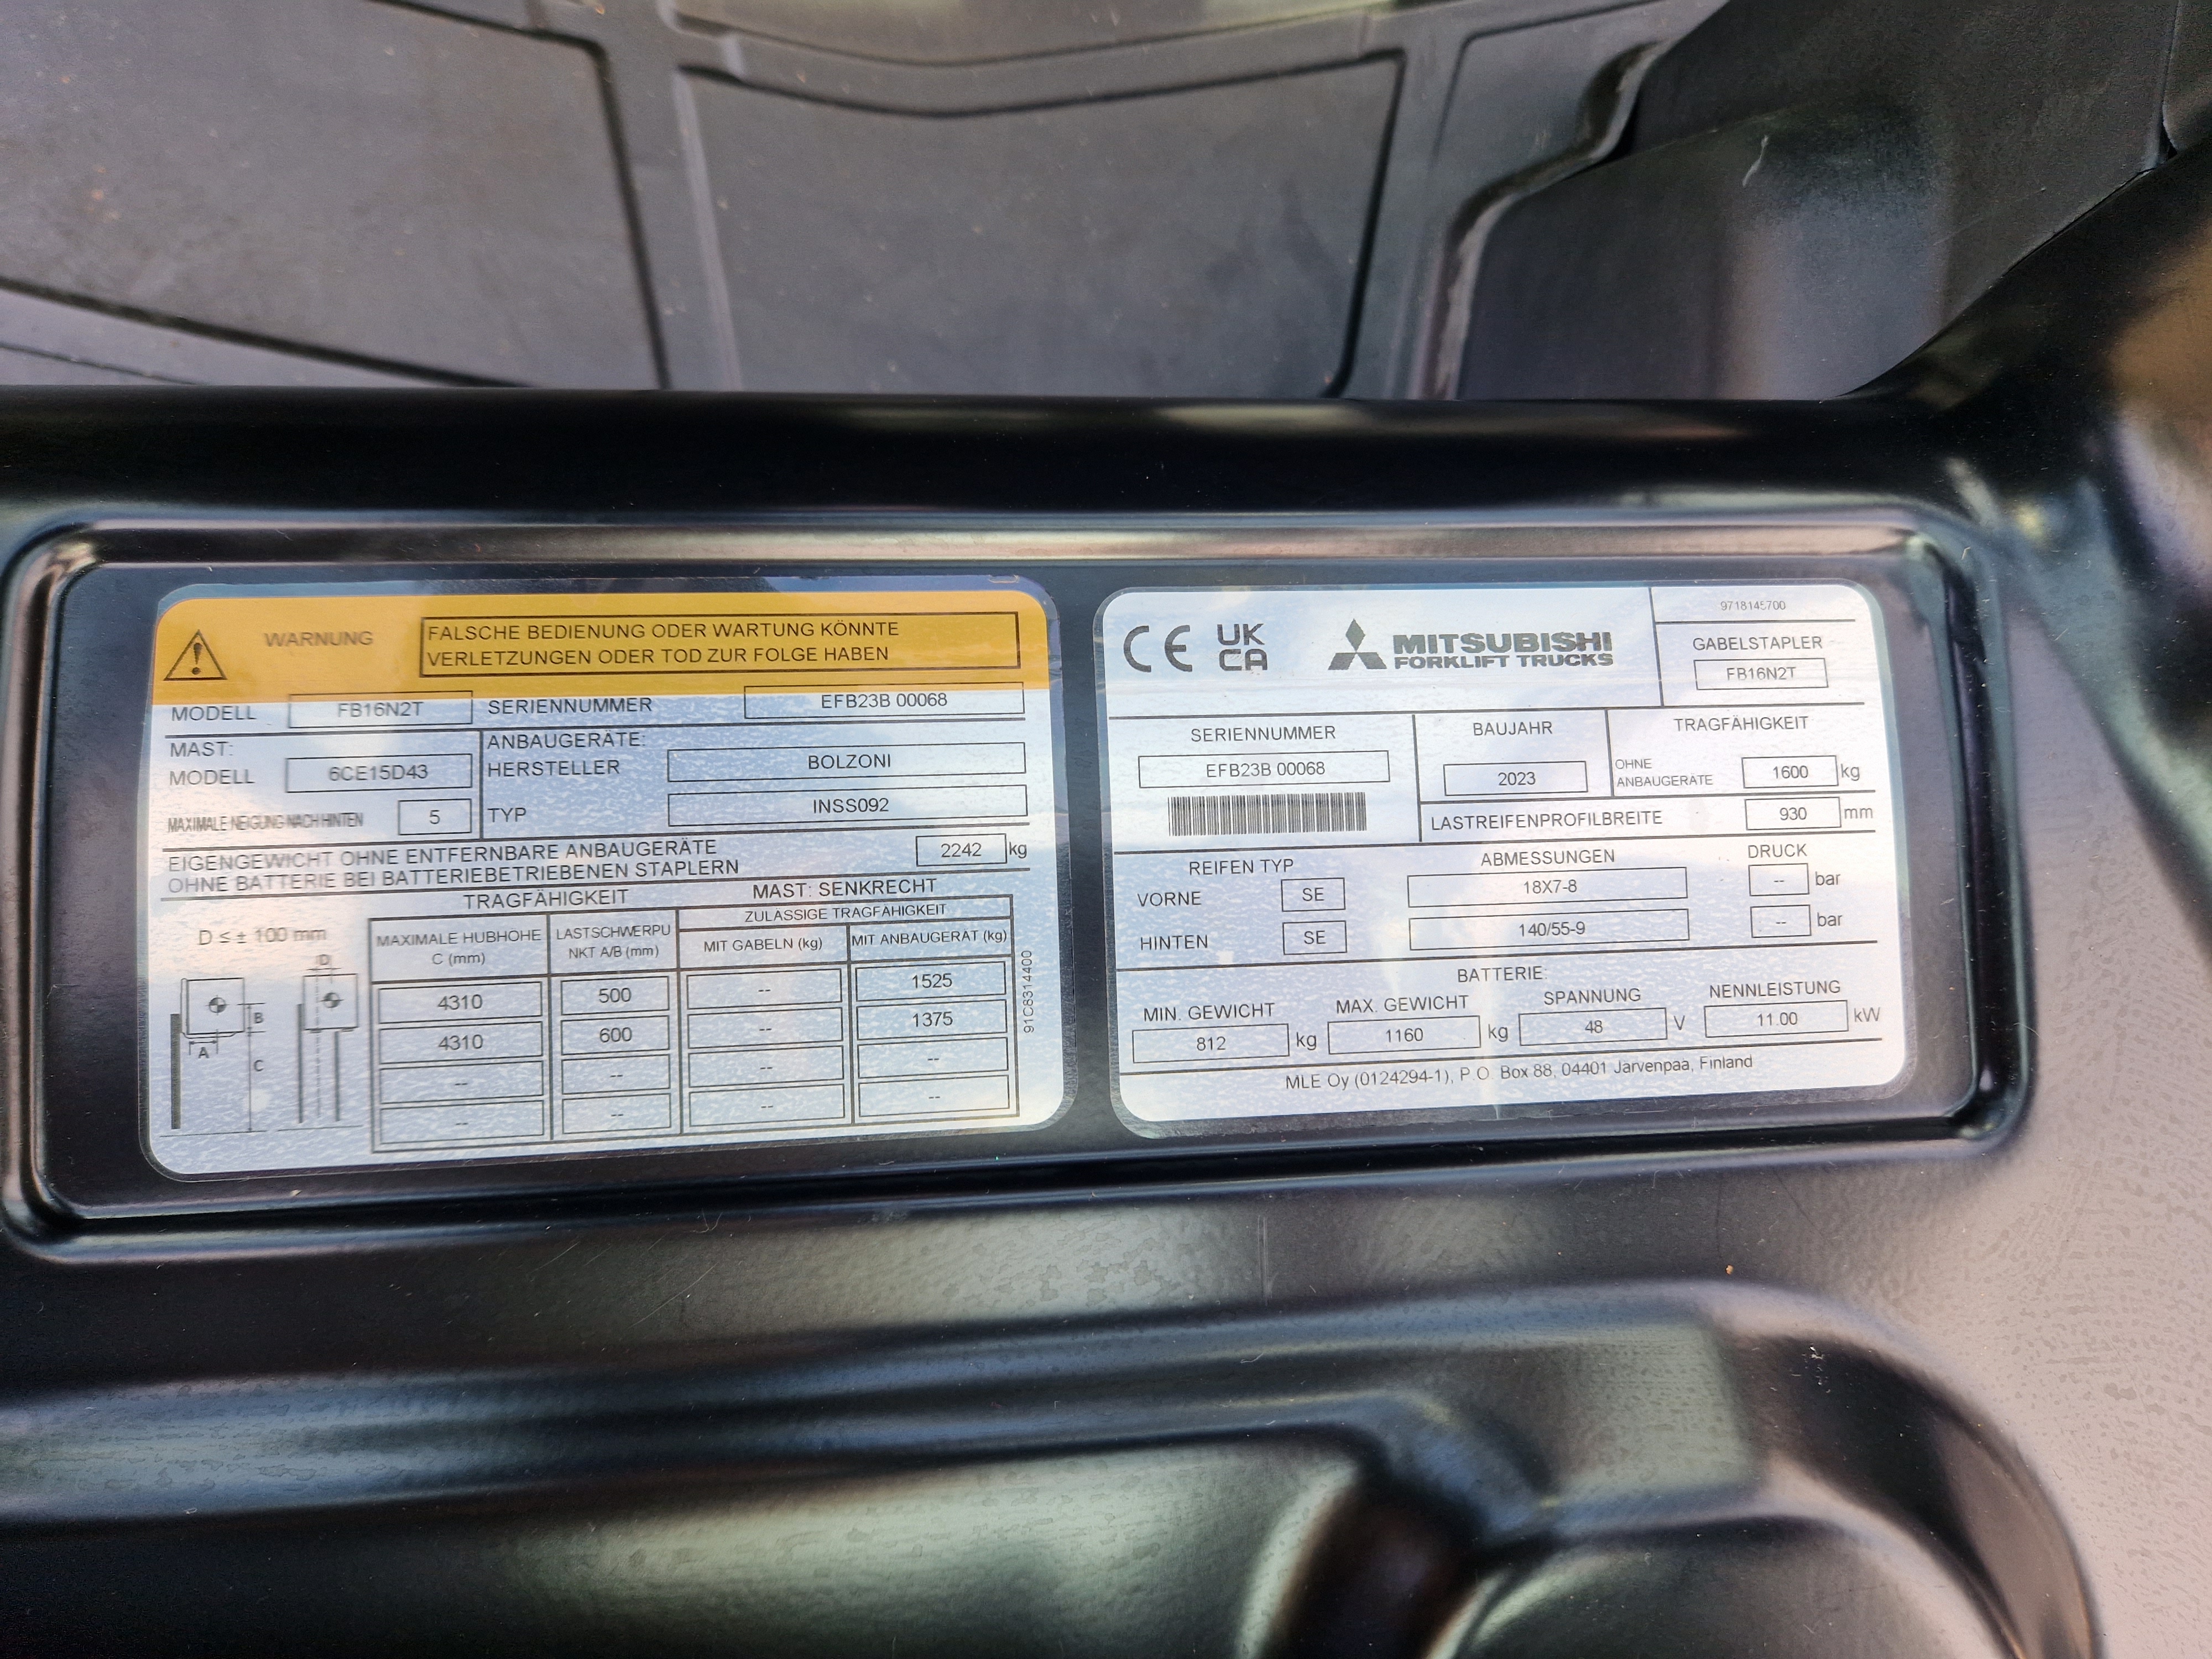 WARNUNG
FALSCHE BEDIENUNG ODER WARTUNG KÖNNTE
VERLETZUNGEN ODER TOD ZUR FOLGE HABEN
MODELL FB16N2T SERIENNUMMER EFB23B 00068
MAST: ANBAUGERÄTE:
MODELL 6CE15D43 HERSTELLER BOLZONI
MAXIMALE NEIGUNG NACH HINTEN 5 TYP INSS092
EIGENGEWICHT OHNE ENTFERNBARE ANBAUGERÄTE
OHNE BATTERIE BEI BATTERIEBETRIEBENEN STAPLERN 2242 kg
TRAGFÄHIGKEIT MAST: SENKRECHT
D ≤ ± 100 mm
MAXIMALE HUBHÖHE
C (mm)
LASTSCHWERPU
NKT A/B (mm)
ZULÄSSIGE TRAGFÄHIGKEIT
MIT GABELN (kg) MIT ANBAUGERÄT (kg)
4310 500 -- 1525
4310 600 -- 1375
-- -- -- --
-- -- -- --
D
B
A
C
91C8314400
CE UK
CA
MITSUBISHI
FORKLIFT TRUCKS
9718145700
GABELSTAPLER
FB16N2T
SERIENNUMMER
EFB23B 00068
BAUJAHR
2023
TRAGFÄHIGKEIT
OHNE
ANBAUGERÄTE 1600 kg
LASTREIFENPROFILBREITE 930 mm
REIFEN TYP ABMESSUNGEN DRUCK
VORNE SE 18X7-8 -- bar
HINTEN SE 140/55-9 -- bar
BATTERIE:
MIN. GEWICHT MAX. GEWICHT SPANNUNG NENNLEISTUNG
812 kg 1160 kg 48 V 11.00 kW
MLE Oy (0124294-1), P.O. Box 88, 04401 Järvenpää, Finland